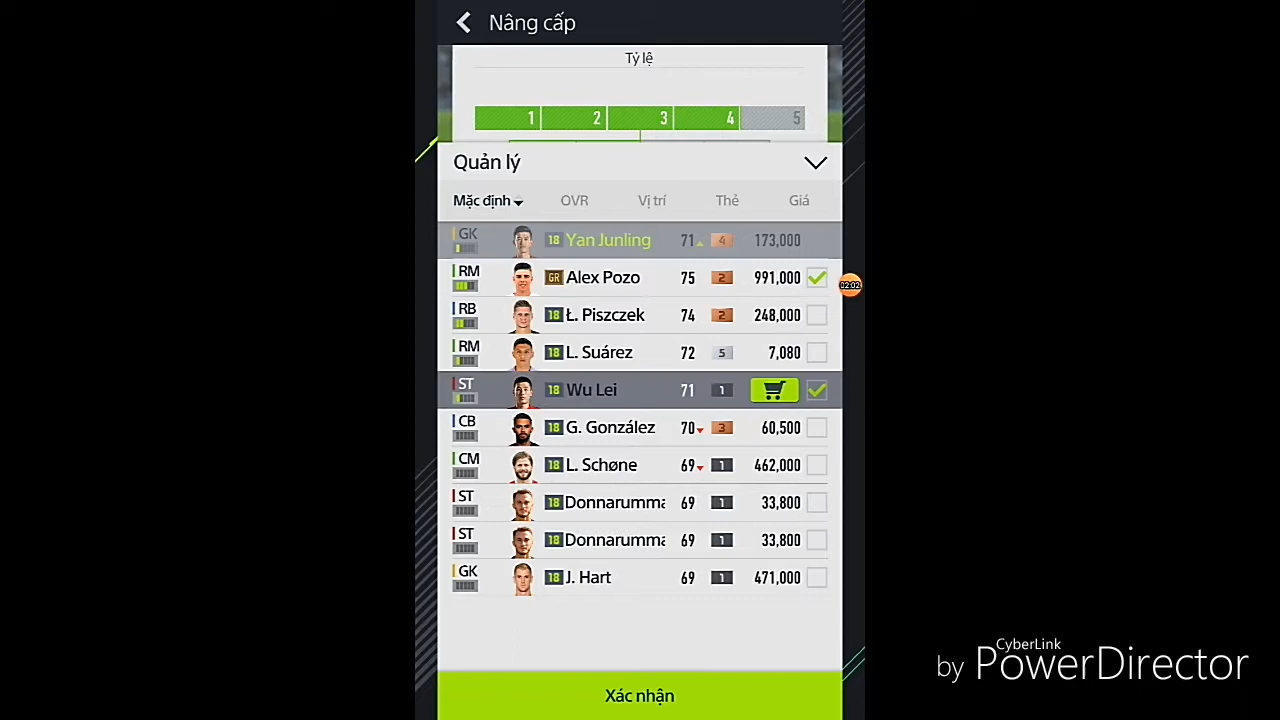 Nâng cấp
Tỷ lệ
1 2 3 4 5
Quản lý
Mặc định OVR Vị trí Thẻ Giá
GK 18 Yan Junling 71 4 173,000
RM GR Alex Pozo 75 2 991,000
02:02
RB 18 Ł. Piszczek 74 2 248,000
RM 18 L. Suárez 72 5 7,080
ST 18 Wu Lei 71 1
CB 18 G. González 70 3 60,500
CM 18 L. Schøne 69 1 462,000
ST 18 Donnarumma 69 1 33,800
ST 18 Donnarumma 69 1 33,800
GK 18 J. Hart 69 1 471,000
CyberLink
by PowerDirector
Xác nhận